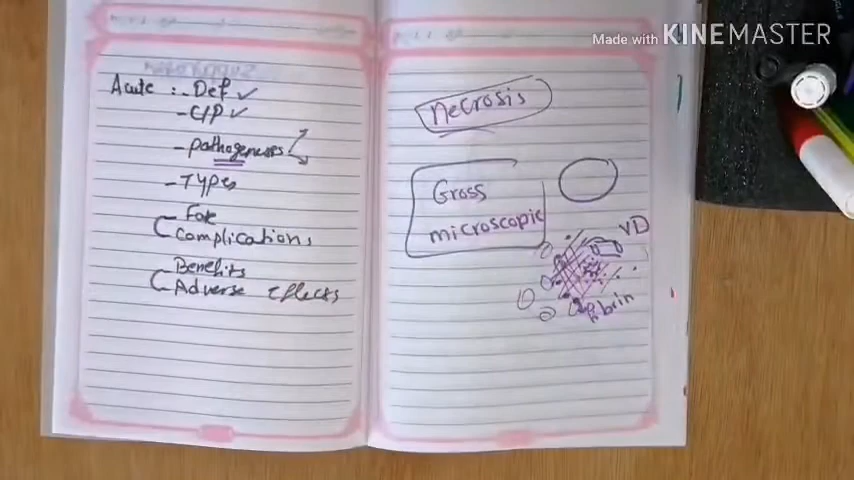 Made with KINEMASTER
Acute :- Def ✓
- C/P ✓
- pathogenesis
- Types
- Fate
Complications
- Benefits
- Adverse effects
Necrosis
Gross
microscopic
VD
fibrin